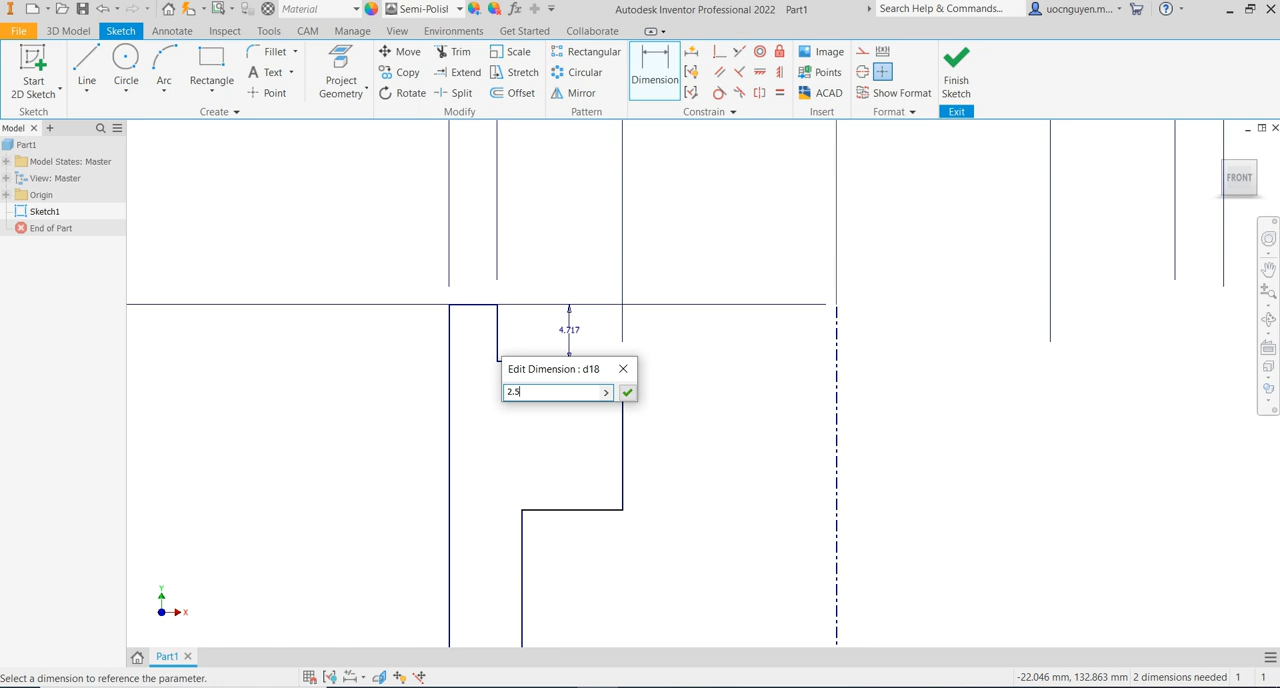 Material
Semi-Polisl
Autodesk Inventor Professional 2022 Part1
Search Help & Commands...
uocnguyen.m...
File 3D Model Sketch Annotate Inspect Tools CAM Manage View Environments Get Started Collaborate
Start
2D Sketch
Line
Circle
Arc
Rectangle
Fillet
Text
Point
Project
Geometry
Move
Copy
Rotate
Trim
Extend
Split
Scale
Stretch
Offset
Rectangular
Circular
Mirror
Dimension
Image
Points
ACAD
Show Format
Finish
Sketch
Sketch Create Modify Pattern Constrain Insert Format Exit
Model
Part1
Model States: Master
View: Master
Origin
Sketch1
End of Part
FRONT
4.717
Edit Dimension : d18
2.5
Y
X
Part1
Select a dimension to reference the parameter.
-22.046 mm, 132.863 mm 2 dimensions needed 1 1